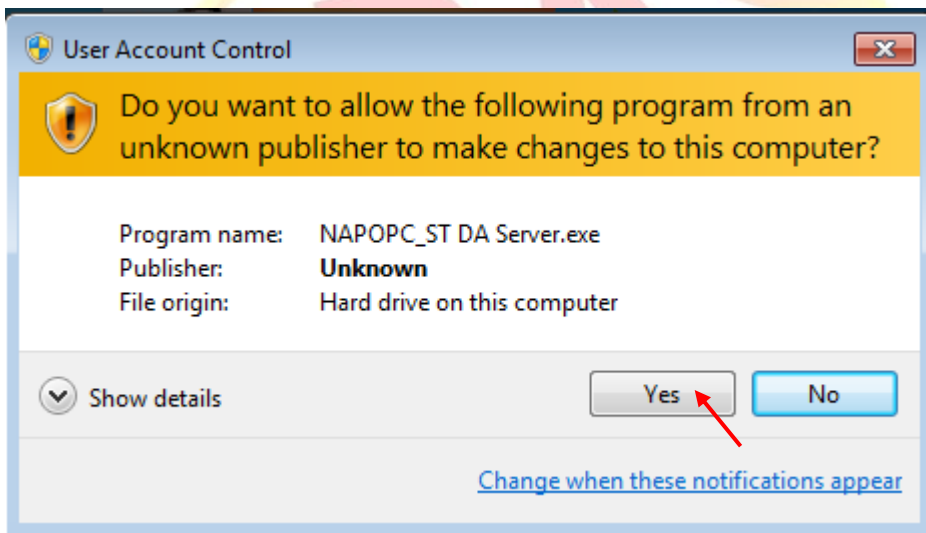 User Account Control
Do you want to allow the following program from an
unknown publisher to make changes to this computer?
Program name: NAPOPC_ST DA Server.exe
Publisher: Unknown
File origin: Hard drive on this computer
Show details
Yes No
Change when these notifications appear